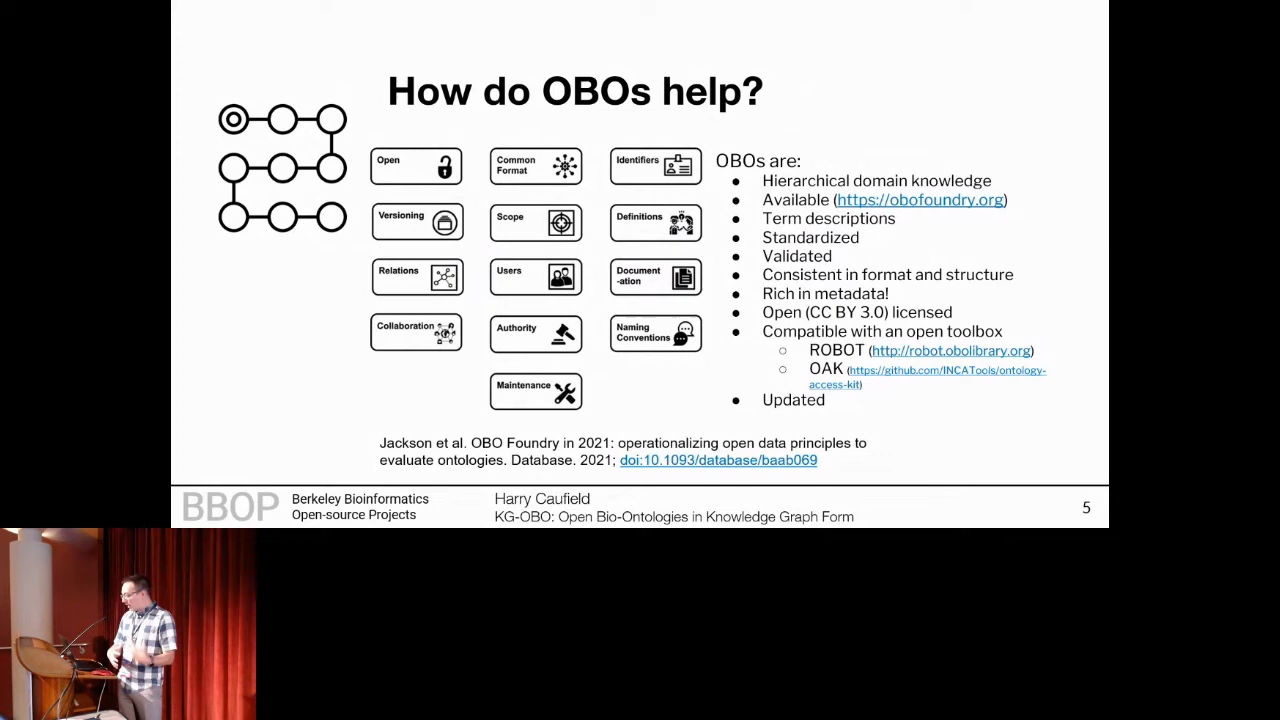 How do OBOs help?
Open
Common
Format
Identifiers
Versioning
Scope
Definitions
Relations
Users
Document
-ation
Collaboration
Authority
Naming
Conventions
Maintenance
OBOs are:
● Hierarchical domain knowledge
● Available (https://obofoundry.org)
● Term descriptions
● Standardized
● Validated
● Consistent in format and structure
● Rich in metadata!
● Open (CC BY 3.0) licensed
● Compatible with an open toolbox
○ ROBOT (http://robot.obolibrary.org)
○ OAK (https://github.com/INCATools/ontology-
access-kit)
● Updated
Jackson et al. OBO Foundry in 2021: operationalizing open data principles to
evaluate ontologies. Database. 2021; doi:10.1093/database/baab069
BBOP
Berkeley Bioinformatics
Open-source Projects
Harry Caufield
KG-OBO: Open Bio-Ontologies in Knowledge Graph Form
5